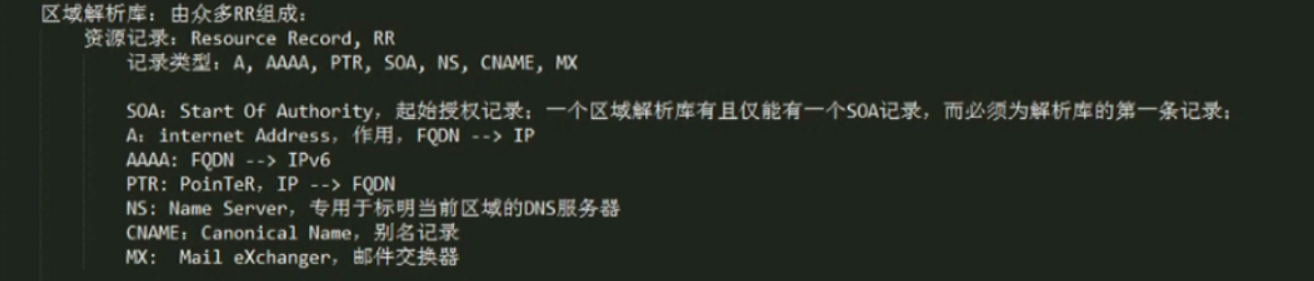 区域解析库：由众多RR组成：
资源记录：Resource Record, RR
记录类型：A, AAAA, PTR, SOA, NS, CNAME, MX
SOA：Start Of Authority，起始授权记录；一个区域解析库有且仅能有一个SOA记录，而必须为解析库的第一条记录；
A：internet Address，作用，FQDN --> IP
AAAA: FQDN --> IPv6
PTR: PoinTeR，IP --> FQDN
NS: Name Server，专用于标明当前区域的DNS服务器
CNAME：Canonical Name，别名记录
MX:  Mail eXchanger，邮件交换器